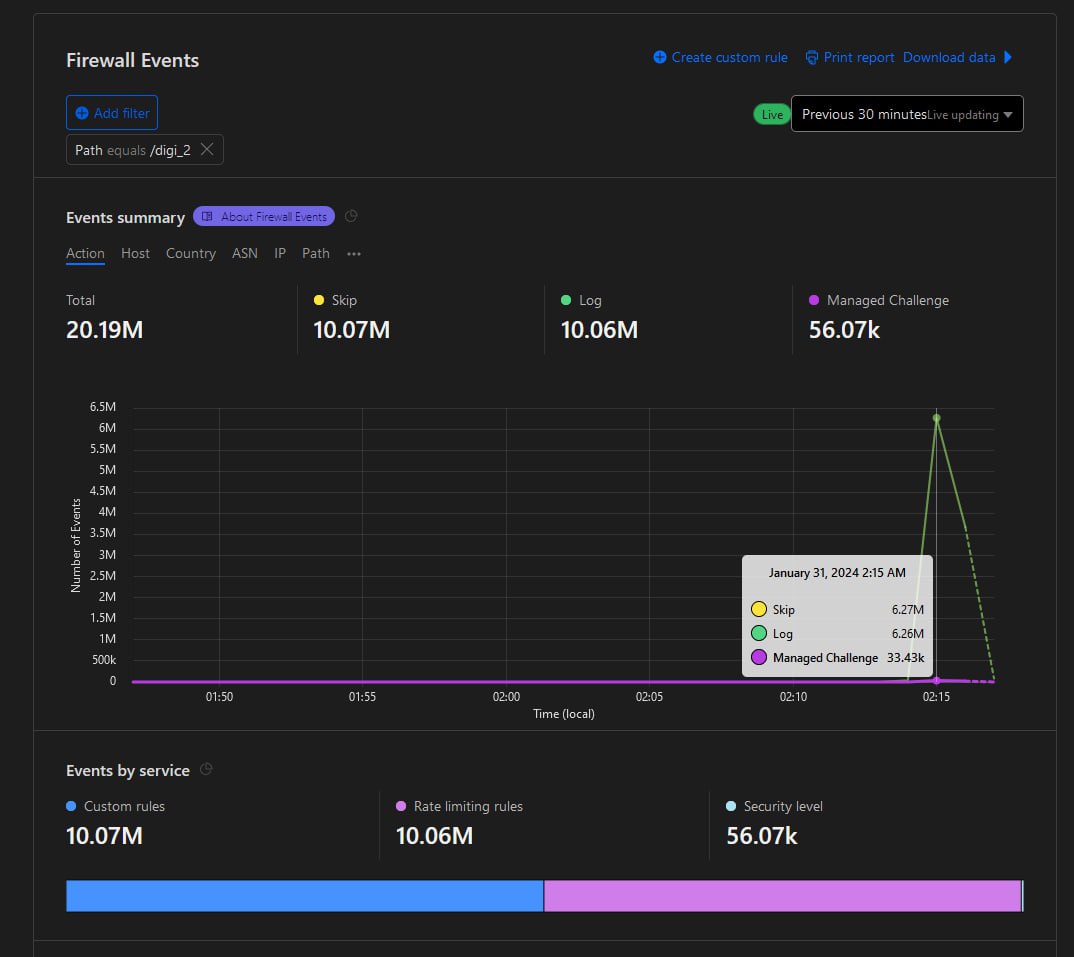 Firewall Events
Create custom rule Print report Download data
Add filter
Live Previous 30 minutes Live updating
Path equals /digi_2
Events summary About Firewall Events
Action Host Country ASN IP Path ...
Total Skip Log Managed Challenge
20.19M 10.07M 10.06M 56.07k
6.5M
6M
5.5M
5M
4.5M
4M
3.5M
3M
2.5M
2M
1.5M
1M
500k
0
Number of Events
January 31, 2024 2:15 AM
Skip 6.27M
Log 6.26M
Managed Challenge 33.43k
01:50 01:55 02:00 02:05 02:10 02:15
Time (local)
Events by service
Custom rules Rate limiting rules Security level
10.07M 10.06M 56.07k